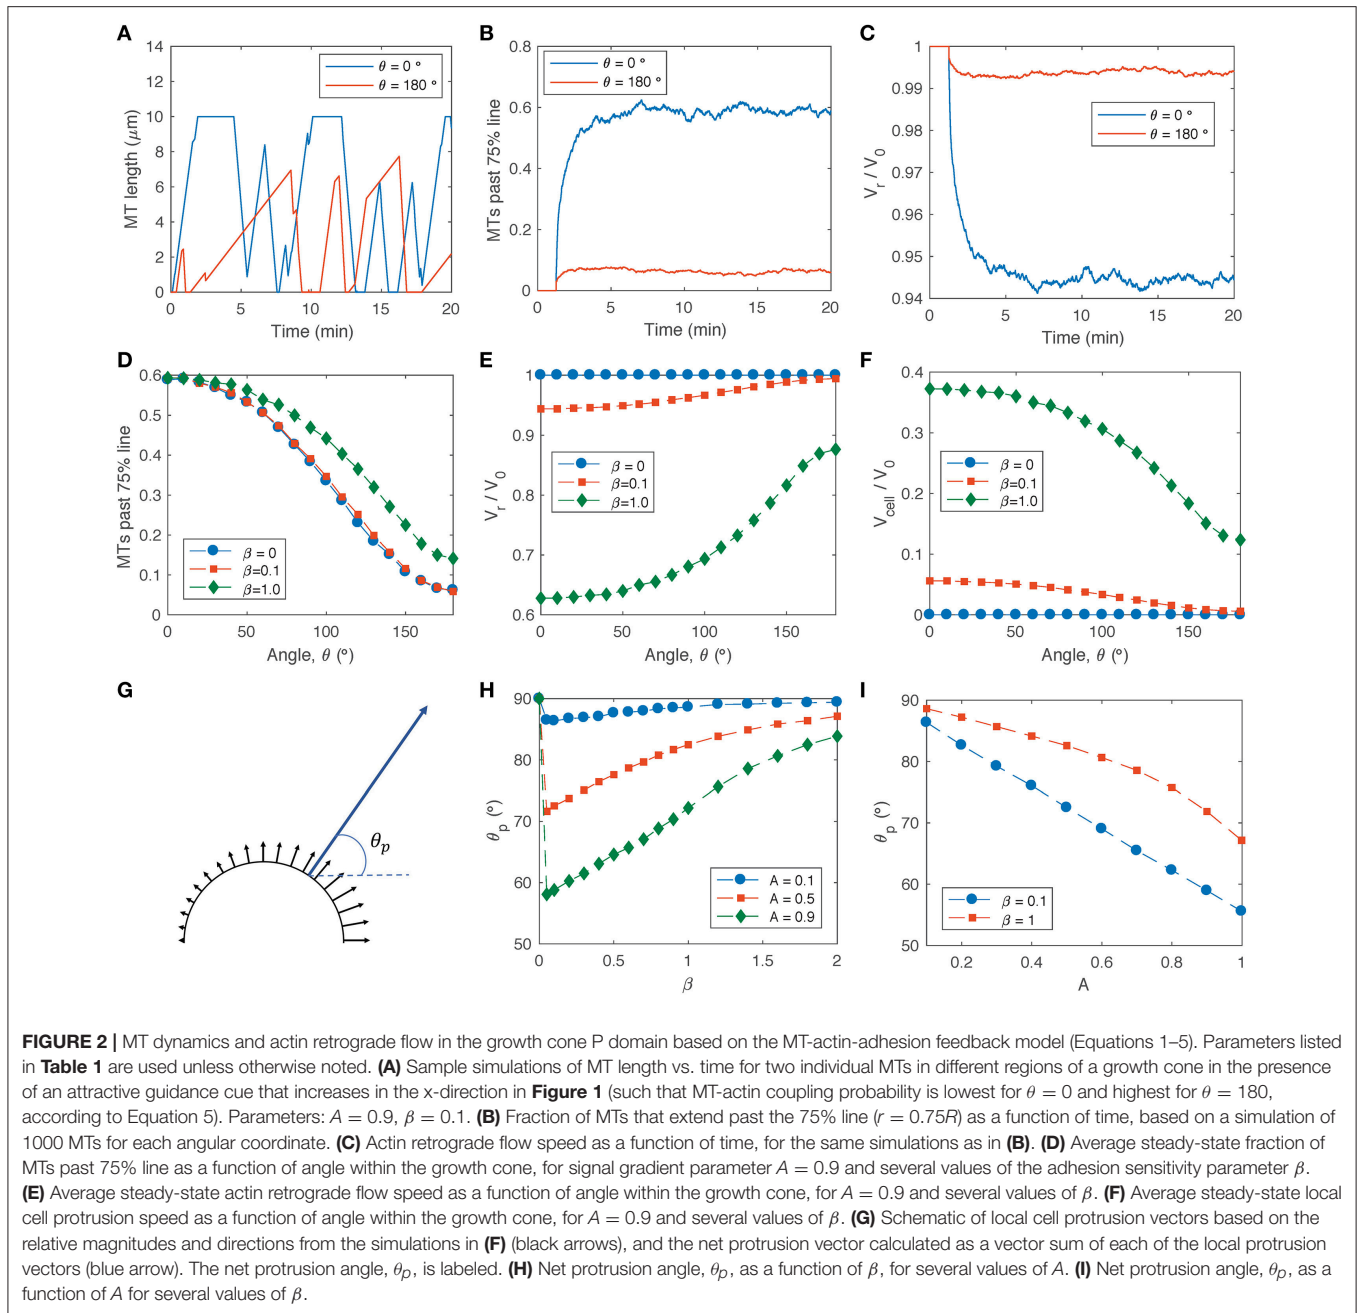 A
MT length (μm)
14
12
10
8
6
4
2
0
θ = 0 °
θ = 180 °
0
5
10
15
20
Time (min)
B
MTs past 75% line
0.8
0.6
0.4
0.2
0
θ = 0 °
θ = 180 °
0
5
10
15
20
Time (min)
C
V_r / V_0
1
0.99
0.98
0.97
0.96
0.95
0.94
θ = 0 °
θ = 180 °
0
5
10
15
20
Time (min)
D
MTs past 75% line
0.6
0.5
0.4
0.3
0.2
0.1
0
β = 0
β=0.1
β=1.0
0
50
100
150
Angle, θ (°)
E
V_r / V_0
1
0.9
0.8
0.7
0.6
β = 0
β=0.1
β=1.0
0
50
100
150
Angle, θ (°)
F
V_cell / V_0
0.4
0.3
0.2
0.1
0
β = 0
β=0.1
β=1.0
0
50
100
150
Angle, θ (°)
G
θ_p
H
θ_p (°)
90
80
70
60
50
A = 0.1
A = 0.5
A = 0.9
0
0.5
1
1.5
2
β
I
θ_p (°)
90
80
70
60
50
β = 0.1
β = 1
0.2
0.4
0.6
0.8
1
A
FIGURE 2 | MT dynamics and actin retrograde flow in the growth cone P domain based on the MT-actin-adhesion feedback model (Equations 1–5). Parameters listed
in Table 1 are used unless otherwise noted. (A) Sample simulations of MT length vs. time for two individual MTs in different regions of a growth cone in the presence
of an attractive guidance cue that increases in the x-direction in Figure 1 (such that MT-actin coupling probability is lowest for θ = 0 and highest for θ = 180,
according to Equation 5). Parameters: A = 0.9, β = 0.1. (B) Fraction of MTs that extend past the 75% line (r = 0.75R) as a function of time, based on a simulation of
1000 MTs for each angular coordinate. (C) Actin retrograde flow speed as a function of time, for the same simulations as in (B). (D) Average steady-state fraction of
MTs past 75% line as a function of angle within the growth cone, for signal gradient parameter A = 0.9 and several values of the adhesion sensitivity parameter β.
(E) Average steady-state actin retrograde flow speed as a function of angle within the growth cone, for A = 0.9 and several values of β. (F) Average steady-state local
cell protrusion speed as a function of angle within the growth cone, for A = 0.9 and several values of β. (G) Schematic of local cell protrusion vectors based on the
relative magnitudes and directions from the simulations in (F) (black arrows), and the net protrusion vector calculated as a vector sum of each of the local protrusion
vectors (blue arrow). The net protrusion angle, θ_p, is labeled. (H) Net protrusion angle, θ_p, as a function of β, for several values of A. (I) Net protrusion angle, θ_p, as a
function of A for several values of β.